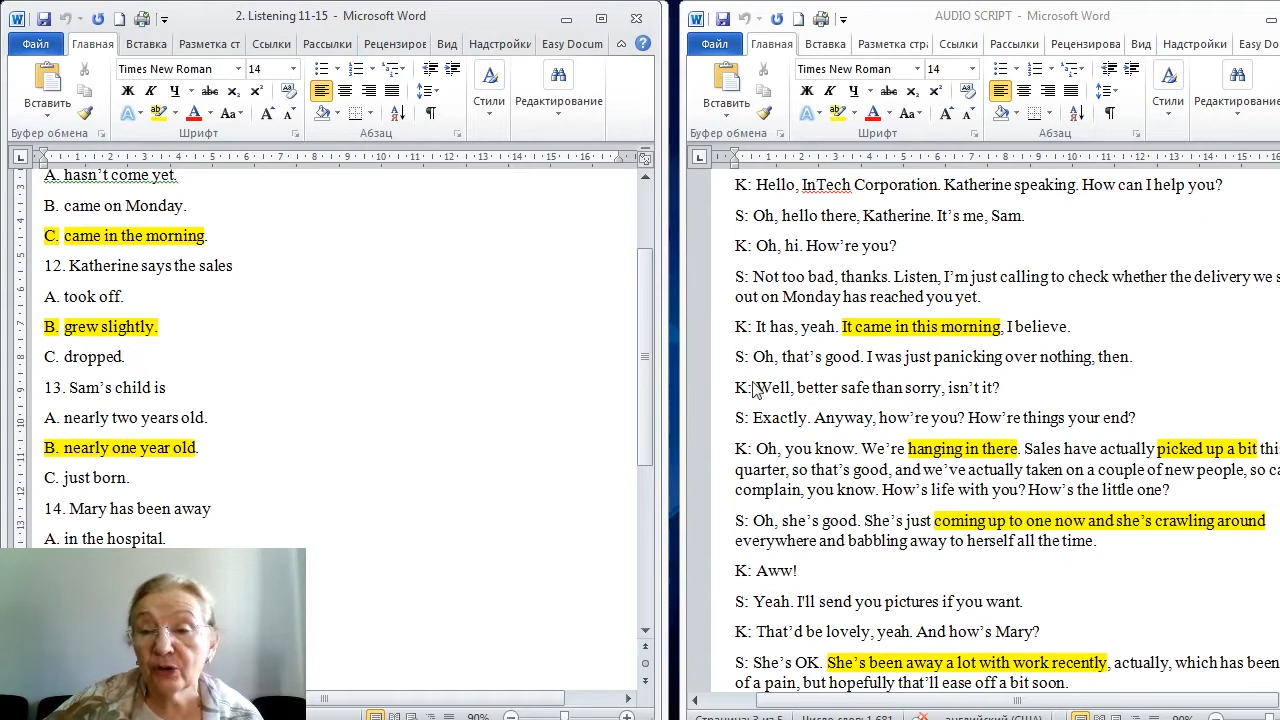 2. Listening 11-15 - Microsoft Word
Файл Главная Вставка Разметка ст Ссылки Рассылки Рецензиров Вид Надстройки Easy Docum
Times New Roman 14
Вставить
Стили
Редактирование
Буфер обмена Шрифт Абзац
A. hasn't come yet.
B. came on Monday.
C. came in the morning.
12. Katherine says the sales
A. took off.
B. grew slightly.
C. dropped.
13. Sam's child is
A. nearly two years old.
B. nearly one year old.
C. just born.
14. Mary has been away
A. in the hospital.
90%
AUDIO SCRIPT - Microsoft Word
Файл Главная Вставка Разметка стра Ссылки Рассылки Рецензирова Вид Надстройки Easy Do
Times New Roman 14
Вставить
Стили
Редактирование
Буфер обмена Шрифт Абзац
K: Hello, InTech Corporation. Katherine speaking. How can I help you?
S: Oh, hello there, Katherine. It's me, Sam.
K: Oh, hi. How're you?
S: Not too bad, thanks. Listen, I'm just calling to check whether the delivery we s
out on Monday has reached you yet.
K: It has, yeah. It came in this morning, I believe.
S: Oh, that's good. I was just panicking over nothing, then.
K: Well, better safe than sorry, isn't it?
S: Exactly. Anyway, how're you? How're things your end?
K: Oh, you know. We're hanging in there. Sales have actually picked up a bit thi
quarter, so that's good, and we've actually taken on a couple of new people, so ca
complain, you know. How's life with you? How's the little one?
S: Oh, she's good. She's just coming up to one now and she's crawling around
everywhere and babbling away to herself all the time.
K: Aww!
S: Yeah. I'll send you pictures if you want.
K: That'd be lovely, yeah. And how's Mary?
S: She's OK. She's been away a lot with work recently, actually, which has been
of a pain, but hopefully that'll ease off a bit soon.
Страница: 3 из 5 Число слов: 1 681 английский (США) 90%